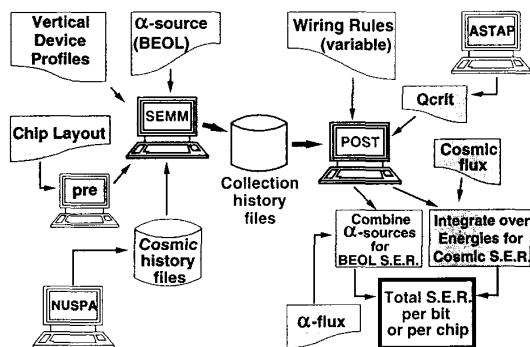 Vertical
Device
Profiles
α-source
(BEOL)
Wiring Rules
(variable)
ASTAP
SEMM
Qcrit
Chip Layout
POST
Cosmic
flux
pre
Collection
history
files
Combine
α-sources
for
BEOL S.E.R.
Integrate over
Energies for
Cosmic S.E.R.
Cosmic
history
files
NUSPA
α-flux
Total S.E.R.
per bit
or per chip